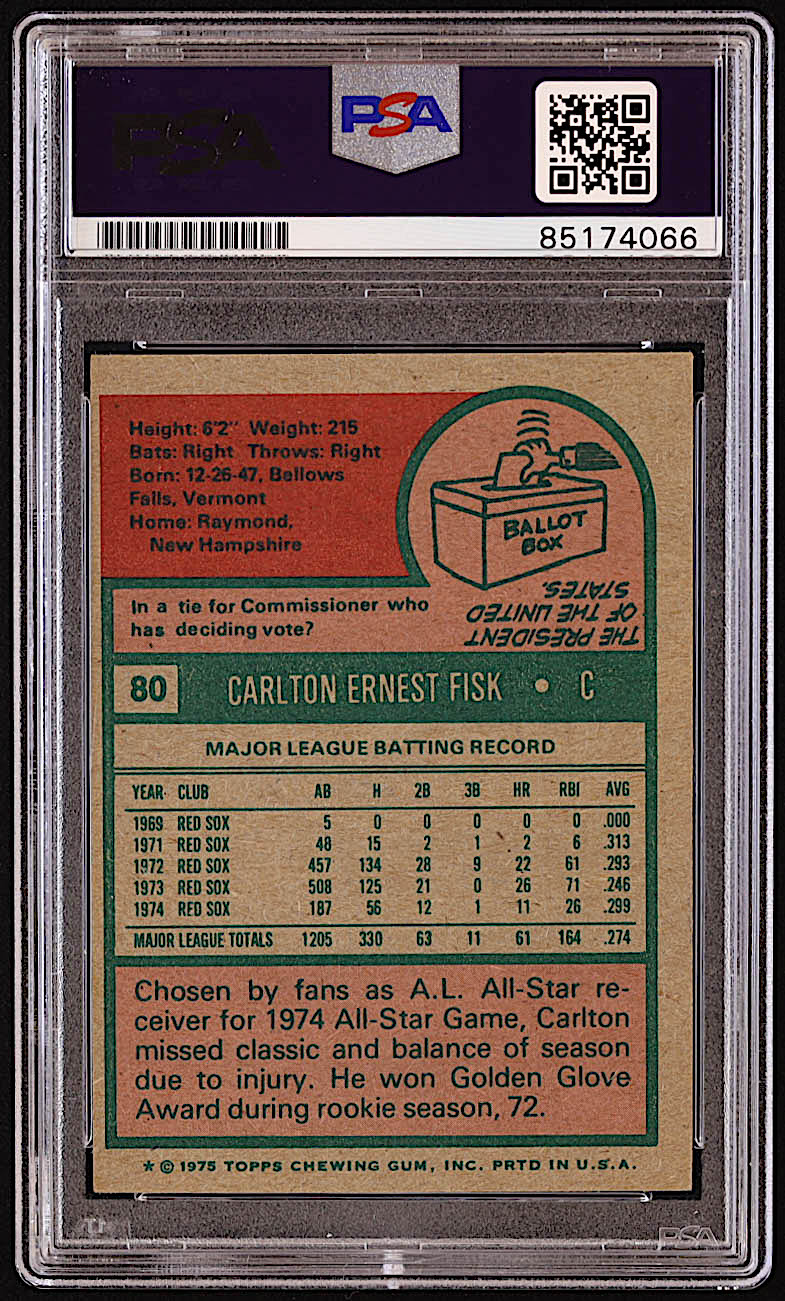 PSA
PSA
85174066
Height: 6'2" Weight: 215
Bats: Right Throws: Right
Born: 12-26-47, Bellows
Falls, Vermont
Home: Raymond,
New Hampshire
BALLOT
BOX
THE PRESIDENT
OF THE UNITED
STATES.
In a tie for Commissioner who
has deciding vote?
80 CARLTON ERNEST FISK • C
MAJOR LEAGUE BATTING RECORD
YEAR CLUB AB H 2B 3B HR RBI AVG
1969 RED SOX 5 0 0 0 0 0 .000
1971 RED SOX 48 15 2 1 2 6 .313
1972 RED SOX 457 134 28 9 22 61 .293
1973 RED SOX 508 125 21 0 26 71 .246
1974 RED SOX 187 56 12 1 11 26 .299
MAJOR LEAGUE TOTALS 1205 330 63 11 61 164 .274
Chosen by fans as A.L. All-Star re-
ceiver for 1974 All-Star Game, Carlton
missed classic and balance of season
due to injury. He won Golden Glove
Award during rookie season, 72.
* © 1975 TOPPS CHEWING GUM, INC. PRTD IN U.S.A.
PSA